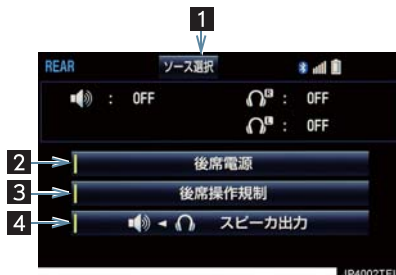 1
REAR ソース選択
: OFF R : OFF
L : OFF
2 後席電源
3 後席操作規制
4 スピーカ出力